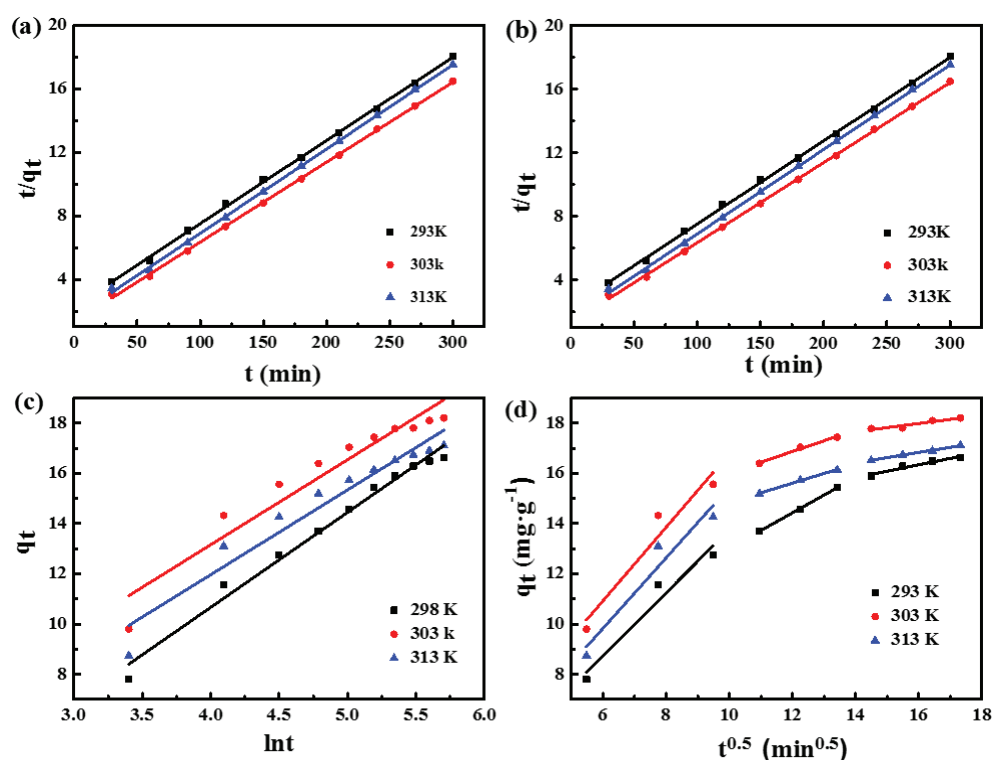 (a)
20
16
12
8
4
t/qt
293K
303k
313K
0 50 100 150 200 250 300
t (min)
(b)
20
16
12
8
4
t/qt
293K
303k
313K
0 50 100 150 200 250 300
t (min)
(c)
18
16
14
12
10
8
qt
298 K
303 k
313 K
3.0 3.5 4.0 4.5 5.0 5.5 6.0
lnt
(d)
18
16
14
12
10
8
qt (mg·g-1)
293 K
303 K
313 K
6 8 10 12 14 16 18
t0.5 (min0.5)